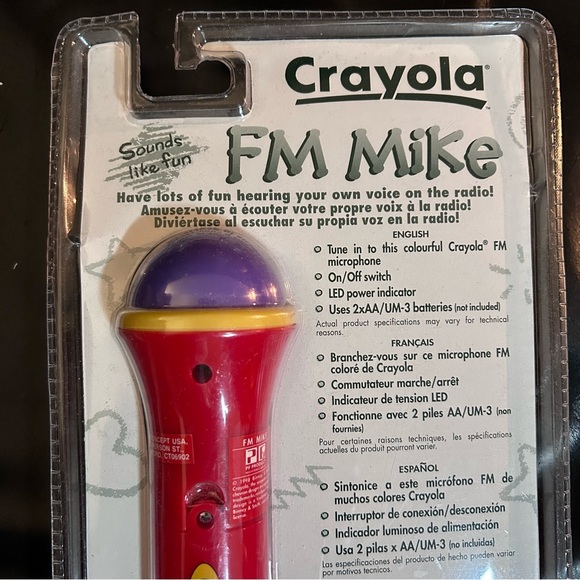 Crayola®
Sounds
like fun
FM Mike
Have lots of fun hearing your own voice on the radio!
Amusez-vous à écouter votre propre voix à la radio!
Diviértase al escuchar su propia voz en la radio!
ENGLISH
Tune in to this colourful Crayola® FM
microphone
On/Off switch
LED power indicator
Uses 2xAA/UM-3 batteries (not included)
Actual product specifications may vary for technical
reasons.
FRANÇAIS
Branchez-vous sur ce microphone FM
coloré de Crayola
Commutateur marche/arrêt
Indicateur de tension LED
Fonctionne avec 2 piles AA/UM-3 (non
fournies)
Pour certaines raisons techniques, les spécifications
actuelles du produit pourront varier.
ESPAÑOL
Sintonice a este micrófono FM de
muchos colores Crayola
Interruptor de conexión/desconexión
Indicador luminoso de alimentación
Usa 2 pilas x AA/UM-3 (no incluidas)
Las especificaciones del producto de hecho pueden variar
por motivos técnicos.
USA.
CT06902
FM MIK
© 1998